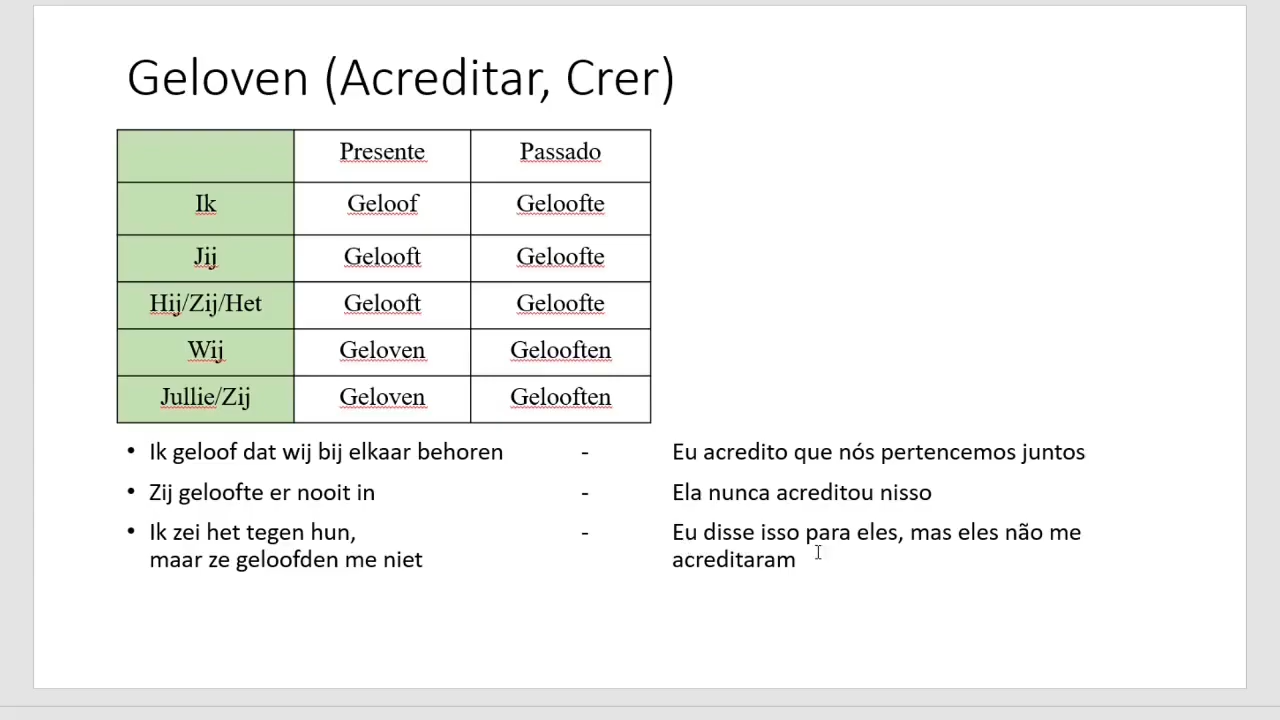 Geloven (Acreditar, Crer)
Presente Passado
Ik Geloof Geloofte
Jij Gelooft Geloofte
Hij/Zij/Het Gelooft Geloofte
Wij Geloven Gelooften
Jullie/Zij Geloven Gelooften
• Ik geloof dat wij bij elkaar behoren - Eu acredito que nós pertencemos juntos
• Zij geloofte er nooit in - Ela nunca acreditou nisso
• Ik zei het tegen hun, - Eu disse isso para eles, mas eles não me
maar ze geloofden me niet acreditaram